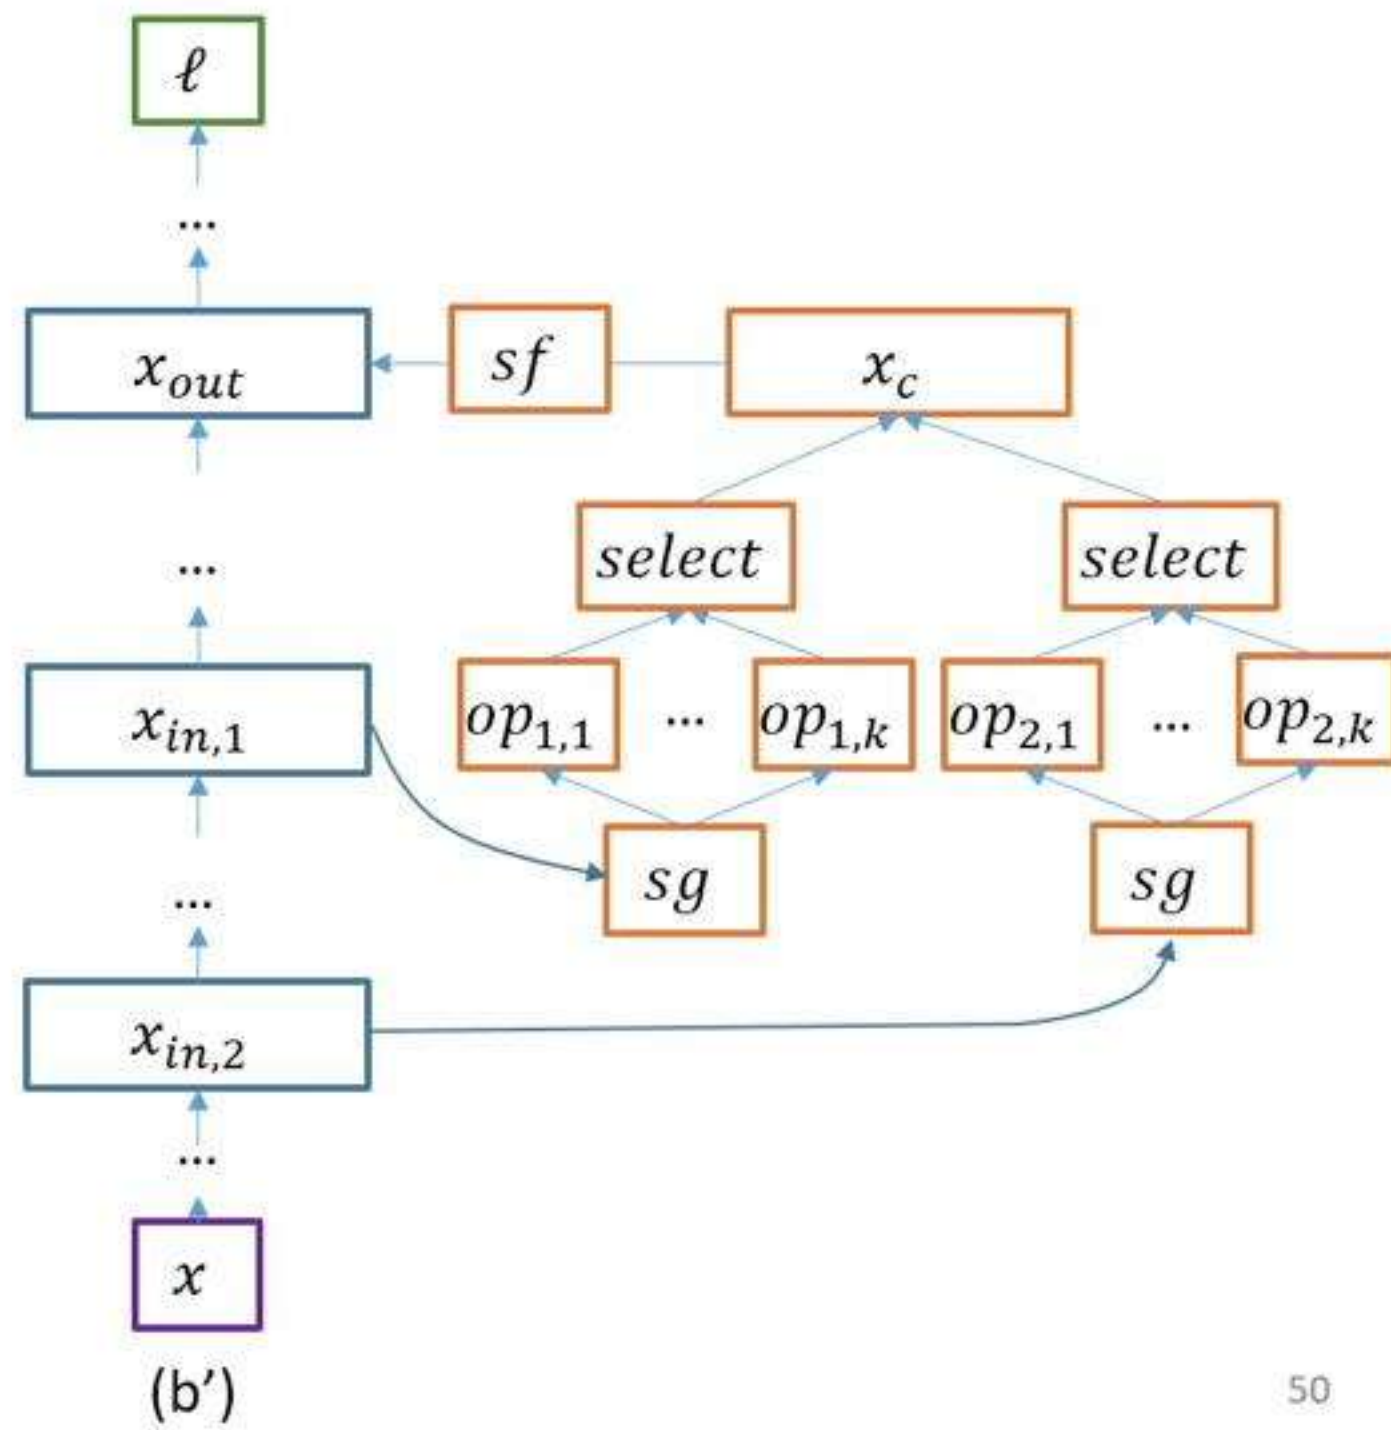 ℓ
...
x_out sf x_c
select select
...
op_1,1 ... op_1,k op_2,1 ... op_2,k
x_in,1
sg sg
...
x_in,2
...
x
(b’)
50